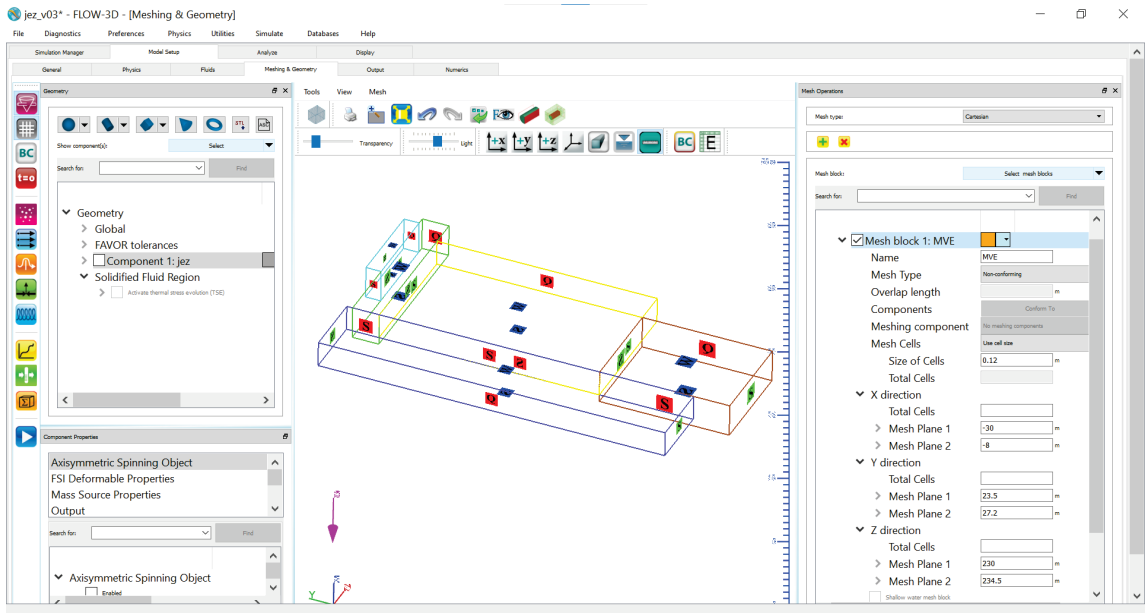 jez_v03* - FLOW-3D - [Meshing & Geometry]
File Diagnostics Preferences Physics Utilities Simulate Databases Help
Simulation Manager Model Setup Analyze Display
General Physics Fluids Meshing & Geometry Output Numerics
Geometry
STL
Show component(s): Select
Search for: Find
Geometry
Global
FAVOR tolerances
Component 1: jez
Solidified Fluid Region
Activate thermal stress evolution (TSE)
BC
t=0
Component Properties
Axisymmetric Spinning Object
FSI Deformable Properties
Mass Source Properties
Output
Search for: Find
Axisymmetric Spinning Object
Enabled
Tools View Mesh
Transparency Light +x +y +z BC E
S Q
Y
Mesh Operations
Mesh type: Cartesian
Mesh block: Select mesh blocks
Search for: Find
Mesh block 1: MVE
Name MVE
Mesh Type Non-conforming
Overlap length m
Components Conform To
Meshing component No meshing components
Mesh Cells Use cell size
Size of Cells 0.12 m
Total Cells
X direction
Total Cells
Mesh Plane 1 -30 m
Mesh Plane 2 -8 m
Y direction
Total Cells
Mesh Plane 1 23.5 m
Mesh Plane 2 27.2 m
Z direction
Total Cells
Mesh Plane 1 230 m
Mesh Plane 2 234.5 m
Shallow water mesh block